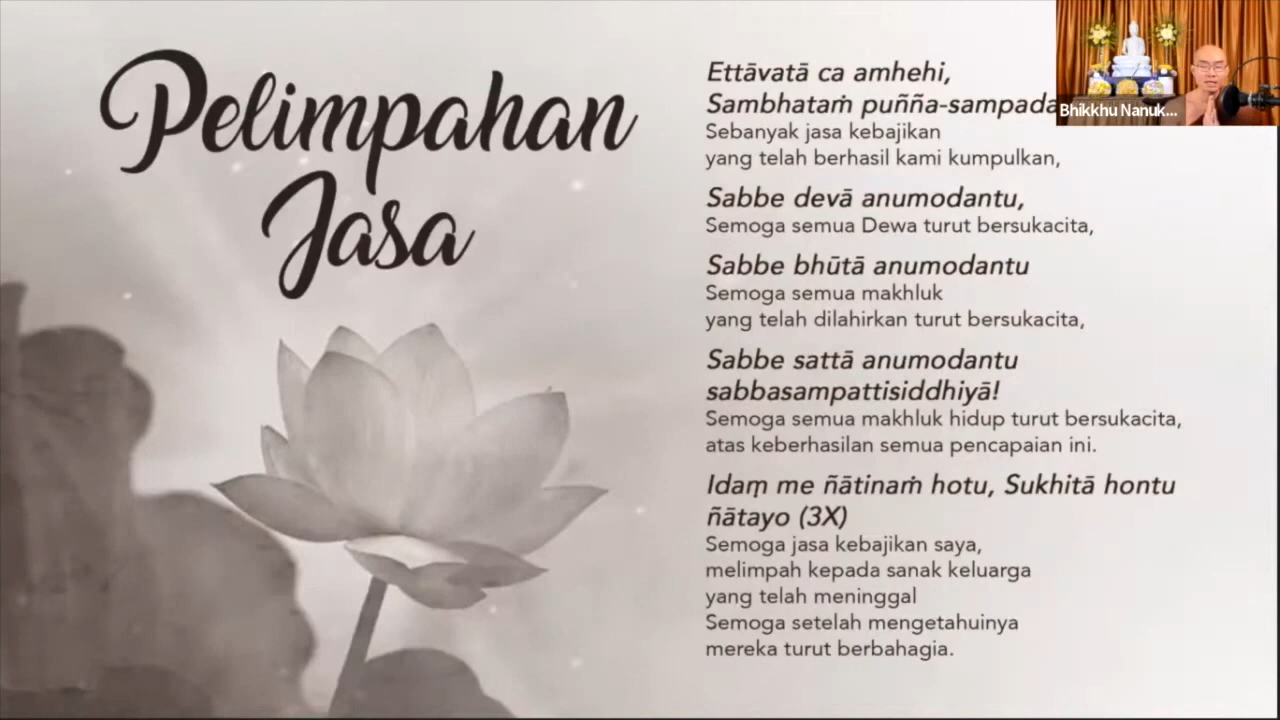 Pelimpahan
Jasa
Ettāvatā ca amhehi,
Sambhataṁ puñña-sampada
Sebanyak jasa kebajikan
yang telah berhasil kami kumpulkan,
Sabbe devā anumodantu,
Semoga semua Dewa turut bersukacita,
Sabbe bhūtā anumodantu
Semoga semua makhluk
yang telah dilahirkan turut bersukacita,
Sabbe sattā anumodantu
sabbasampattisiddhiyā!
Semoga semua makhluk hidup turut bersukacita,
atas keberhasilan semua pencapaian ini.
Idaṃ me ñātinaṁ hotu, Sukhitā hontu
ñātayo (3X)
Semoga jasa kebajikan saya,
melimpah kepada sanak keluarga
yang telah meninggal
Semoga setelah mengetahuinya
mereka turut berbahagia.
Bhikkhu Nanuk...